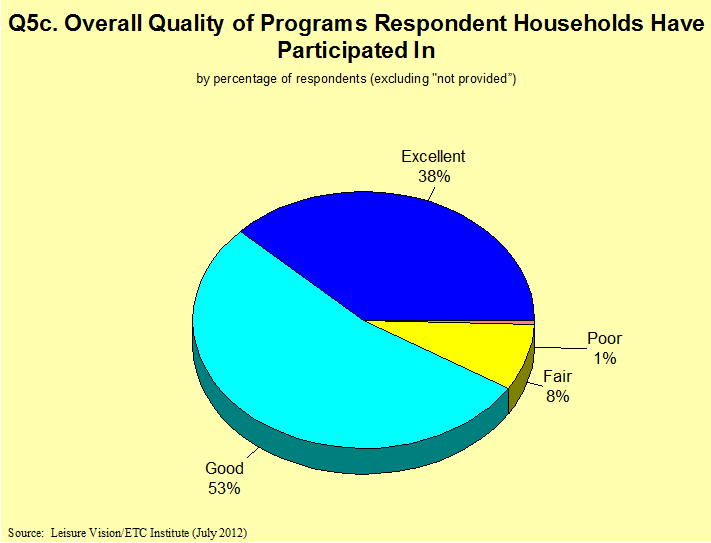 Q5c. Overall Quality of Programs Respondent Households Have
Participated In
by percentage of respondents (excluding "not provided”)
Excellent
38%
Poor
1%
Fair
8%
Good
53%
Source:  Leisure Vision/ETC Institute (July 2012)